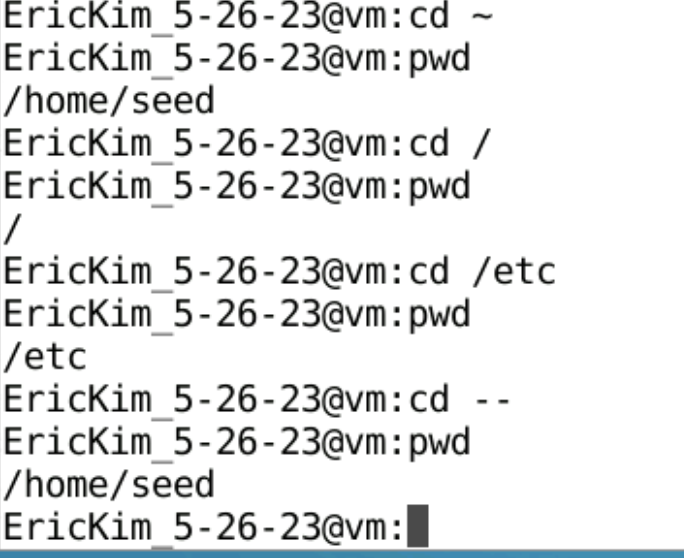 EricKim_5-26-23@vm:cd ~
EricKim_5-26-23@vm:pwd
/home/seed
EricKim_5-26-23@vm:cd /
EricKim_5-26-23@vm:pwd
/
EricKim_5-26-23@vm:cd /etc
EricKim_5-26-23@vm:pwd
/etc
EricKim_5-26-23@vm:cd --
EricKim_5-26-23@vm:pwd
/home/seed
EricKim_5-26-23@vm: